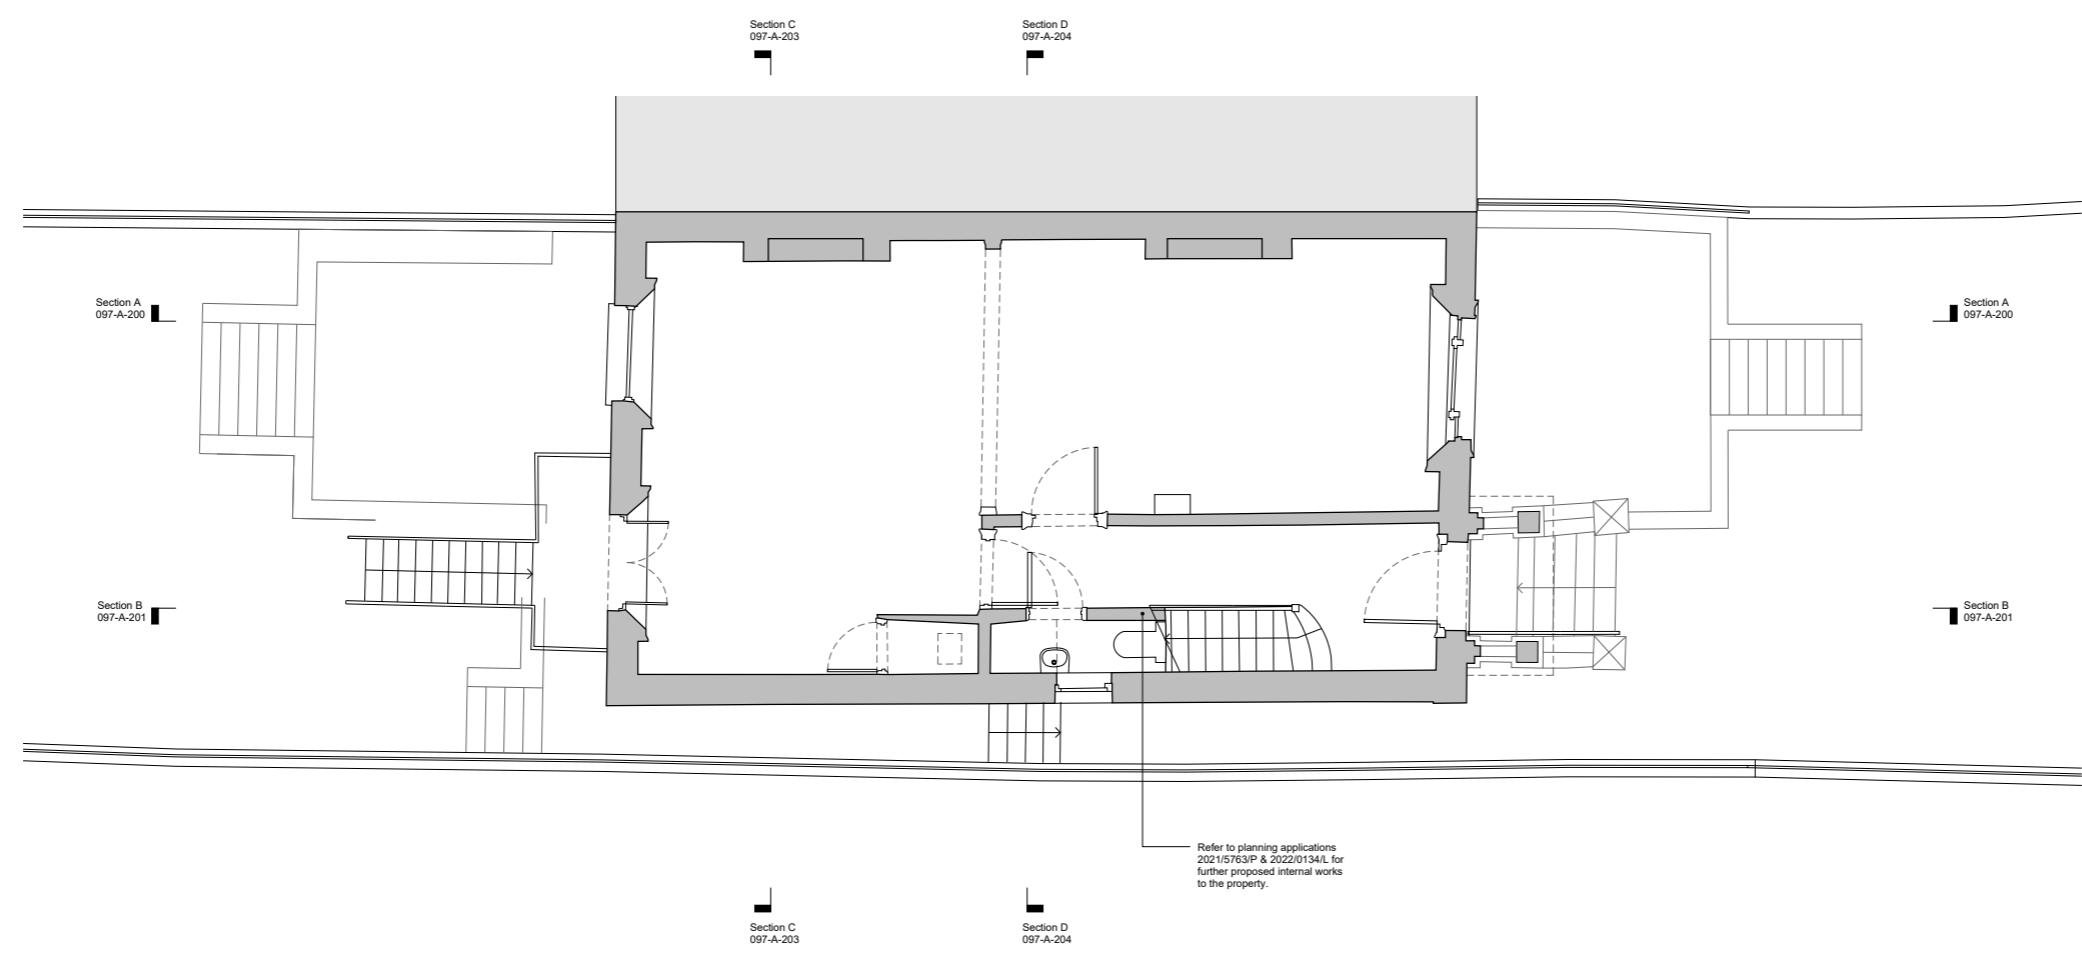 Section C
097-A-203
Section D
097-A-204
Section A
097-A-200
Section A
097-A-200
Section B
097-A-201
Section B
097-A-201
Refer to planning applications
2021/5763/P & 2022/0134/L for
further proposed internal works
to the property.
Section C
097-A-203
Section D
097-A-204